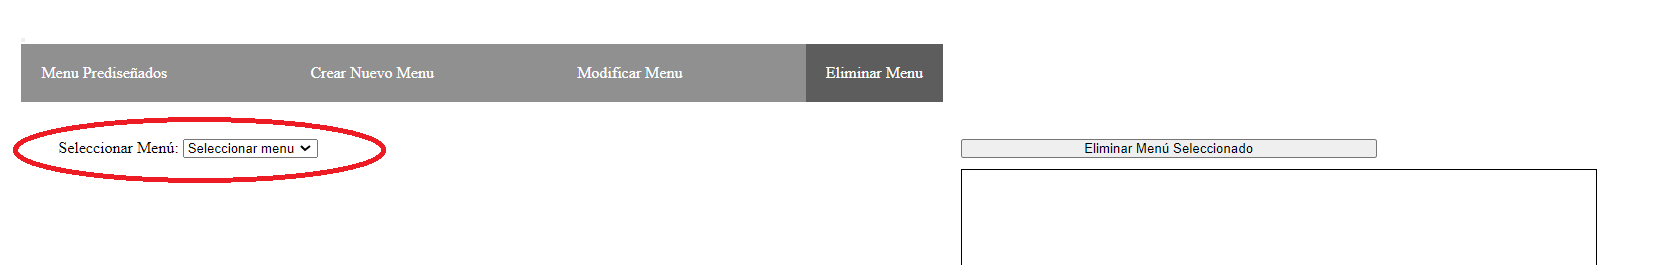 Menu Prediseñados Crear Nuevo Menu Modificar Menu Eliminar Menu
Seleccionar Menú: Seleccionar menu Eliminar Menú Seleccionado